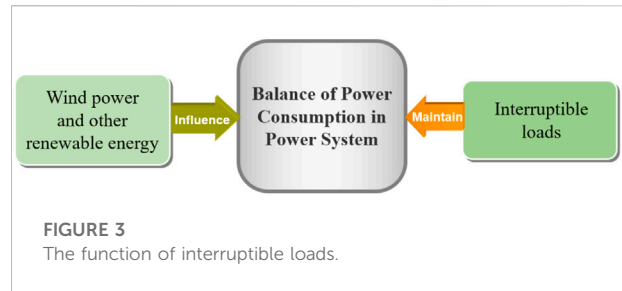 Wind power
and other
renewable energy
Influence
Balance of Power
Consumption in
Power System
Maintain
Interruptible
loads
FIGURE 3
The function of interruptible loads.